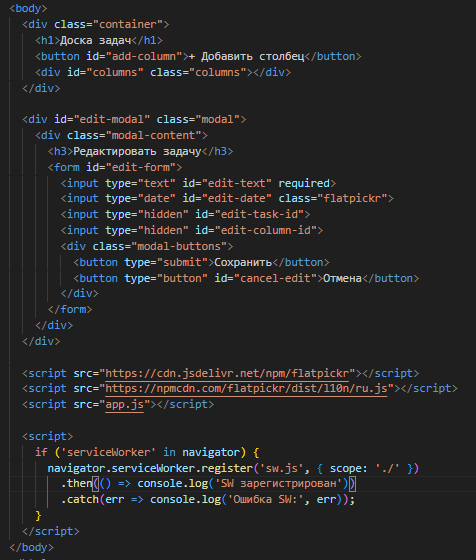 <body>
<div class="container">
<h1>Доска задач</h1>
<button id="add-column">+ Добавить столбец</button>
<div id="columns" class="columns"></div>
</div>
<div id="edit-modal" class="modal">
<div class="modal-content">
<h3>Редактировать задачу</h3>
<form id="edit-form">
<input type="text" id="edit-text" required>
<input type="date" id="edit-date" class="flatpickr">
<input type="hidden" id="edit-task-id">
<input type="hidden" id="edit-column-id">
<div class="modal-buttons">
<button type="submit">Сохранить</button>
<button type="button" id="cancel-edit">Отмена</button>
</div>
</form>
</div>
</div>
<script src="https://cdn.jsdelivr.net/npm/flatpickr"></script>
<script src="https://npmcdn.com/flatpickr/dist/l10n/ru.js"></script>
<script src="app.js"></script>
<script>
if ('serviceWorker' in navigator) {
navigator.serviceWorker.register('sw.js', { scope: './' })
.then(() => console.log('SW зарегистрирован'))
.catch(err => console.log('Ошибка SW:', err));
}
</script>
</body>